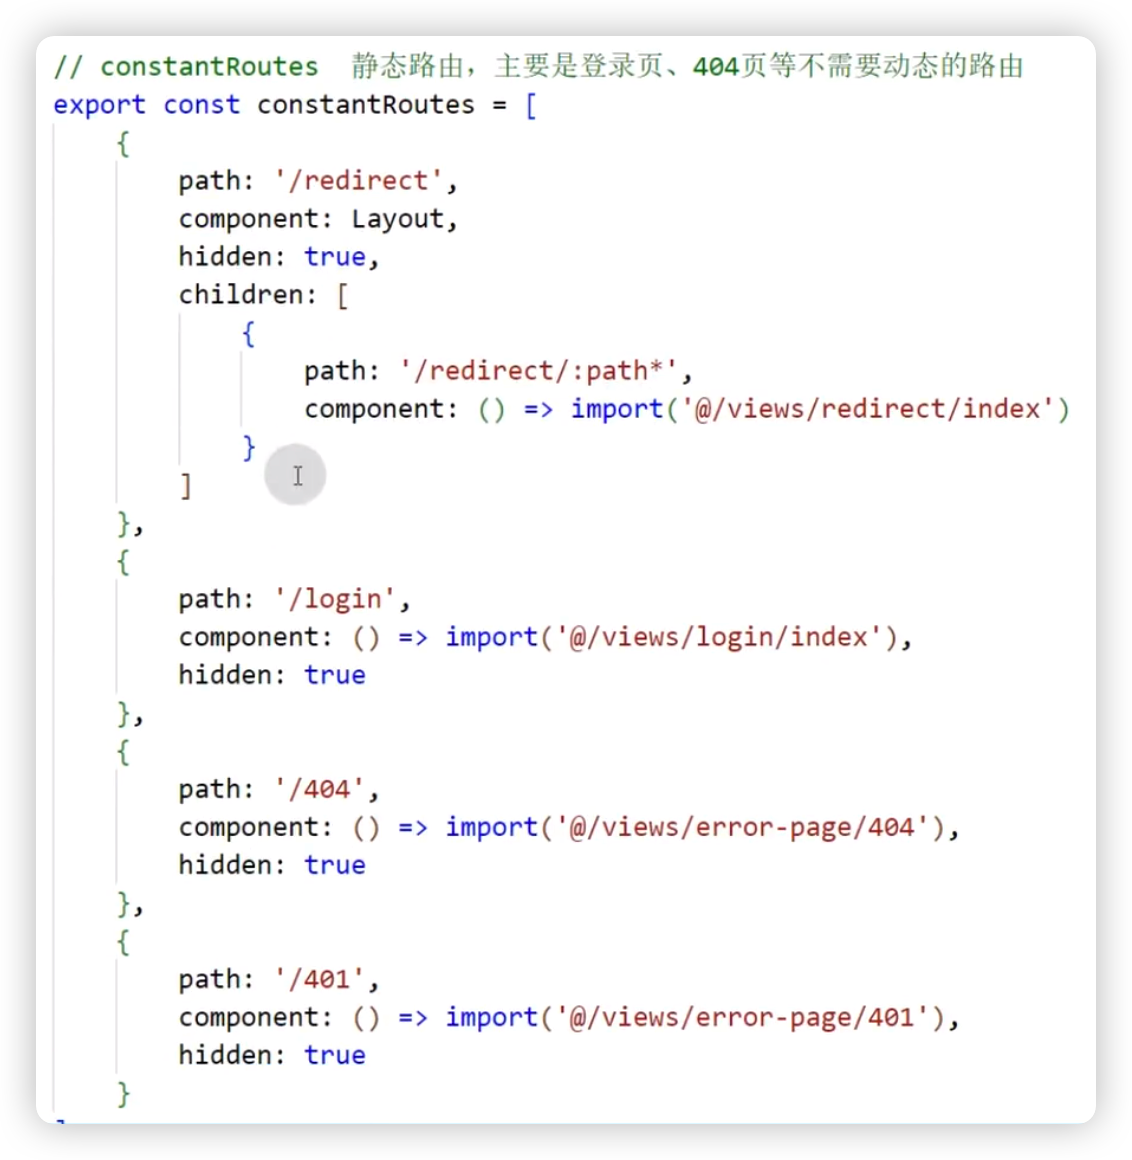 // constantRoutes  静态路由，主要是登录页、404页等不需要动态的路由
export const constantRoutes = [
    {
        path: '/redirect',
        component: Layout,
        hidden: true,
        children: [
            {
                path: '/redirect/:path*',
                component: () => import('@/views/redirect/index')
            }
        ]
    },
    {
        path: '/login',
        component: () => import('@/views/login/index'),
        hidden: true
    },
    {
        path: '/404',
        component: () => import('@/views/error-page/404'),
        hidden: true
    },
    {
        path: '/401',
        component: () => import('@/views/error-page/401'),
        hidden: true
    }